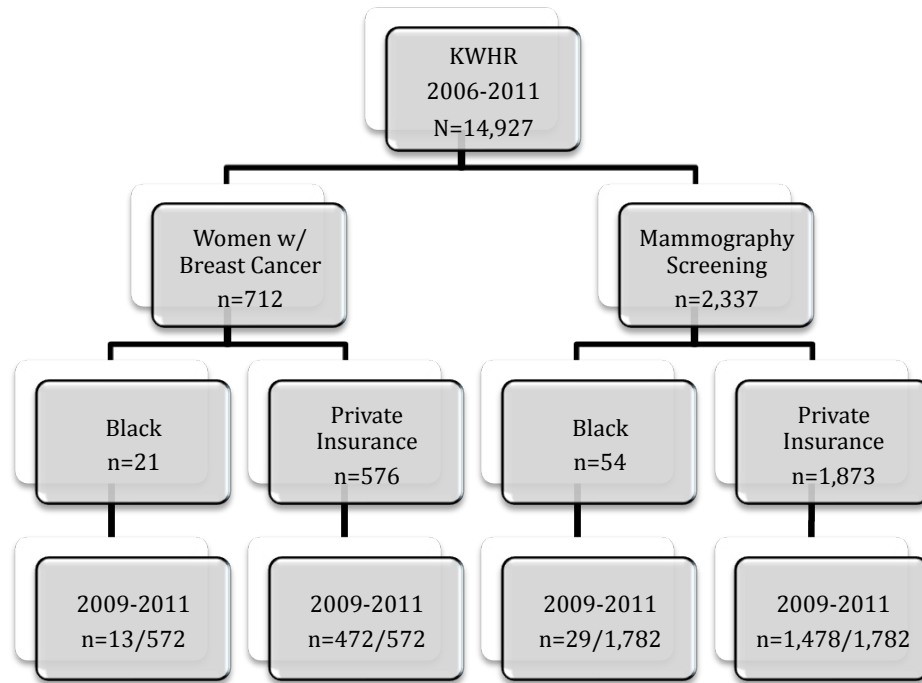 KWHR
2006-2011
N=14,927
Women w/
Breast Cancer
n=712
Mammography
Screening
n=2,337
Black
n=21
Private
Insurance
n=576
Black
n=54
Private
Insurance
n=1,873
2009-2011
n=13/572
2009-2011
n=472/572
2009-2011
n=29/1,782
2009-2011
n=1,478/1,782